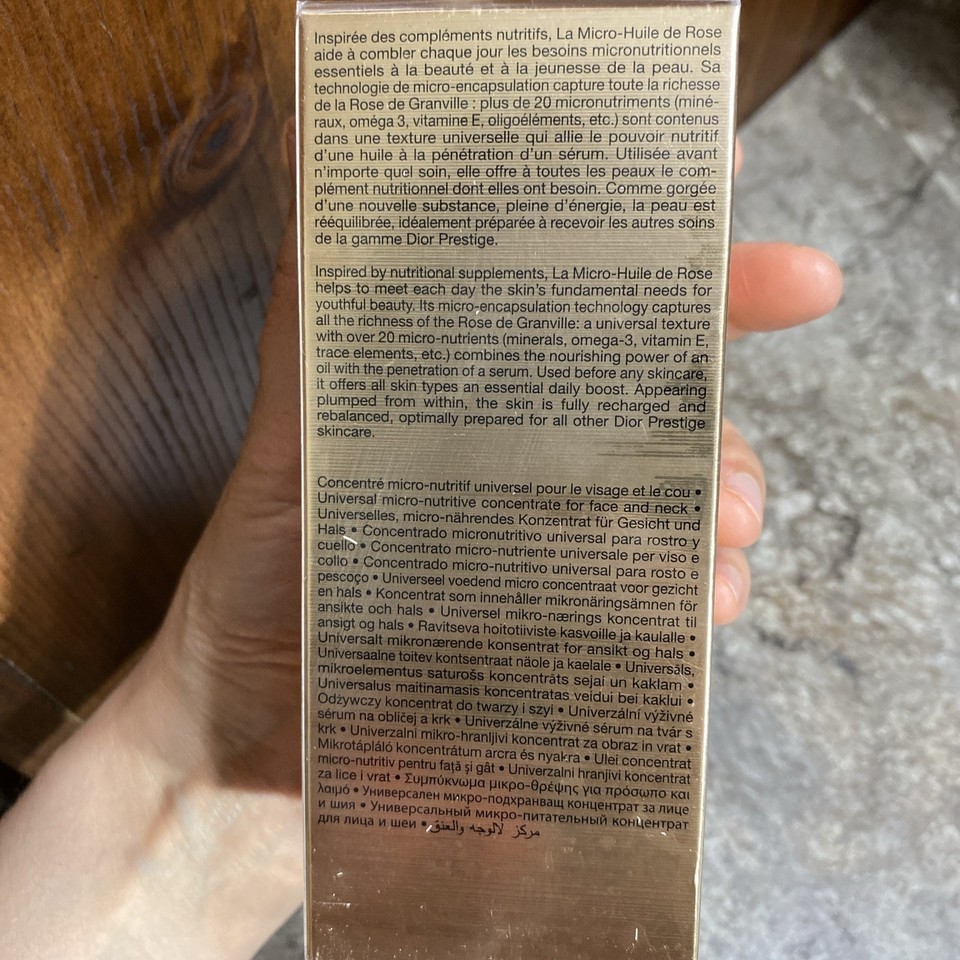 Inspirée des compléments nutritifs, La Micro-Huile de Rose
aide à combler chaque jour les besoins micronutritionnels
essentiels à la beauté et à la jeunesse de la peau. Sa
technologie de micro-encapsulation capture toute la richesse
de la Rose de Granville : plus de 20 micronutriments (miné-
raux, oméga 3, vitamine E, oligoéléments, etc.) sont contenus
dans une texture universelle qui allie le pouvoir nutritif
d'une huile à la pénétration d'un sérum. Utilisée avant
n'importe quel soin, elle offre à toutes les peaux le com-
plément nutritionnel dont elles ont besoin. Comme gorgée
d'une nouvelle substance, pleine d'énergie, la peau est
rééquilibrée, idéalement préparée à recevoir les autres soins
de la gamme Dior Prestige.
Inspired by nutritional supplements, La Micro-Huile de Rose
helps to meet each day the skin's fundamental needs for
youthful beauty. Its micro-encapsulation technology captures
all the richness of the Rose de Granville: a universal texture
with over 20 micro-nutrients (minerals, omega-3, vitamin E,
trace elements, etc.) combines the nourishing power of an
oil with the penetration of a serum. Used before any skincare,
it offers all skin types an essential daily boost. Appearing
plumped from within, the skin is fully recharged and
rebalanced, optimally prepared for all other Dior Prestige
skincare.
Concentré micro-nutritif universel pour le visage et le cou •
Universal micro-nutritive concentrate for face and neck •
Universelles, micro-nährendes Konzentrat für Gesicht und
Hals • Concentrado micronutritivo universal para rostro y
cuello • Concentrato micro-nutriente universale per viso e
collo • Concentrado micro-nutritivo universal para rosto e
pescoço • Universeel voedend micro concentraat voor gezicht
en hals • Koncentrat som innehåller mikronäringsämnen för
ansikte och hals • Universel mikro-nærings koncentrat til
ansigt og hals • Ravitseva hoitotiiviste kasvoille ja kaulalle •
Universalt mikronærende konsentrat for ansikt og hals •
Universaalne toitev kontsentraat näole ja kaelale • Universāls,
mikroelementus saturošs koncentrāts sejai un kaklam •
Universalus maitinamasis koncentratas veidui bei kaklui •
Odżywczy koncentrat do twarzy i szyi • Univerzální výživné
sérum na obličej a krk • Univerzálne výživné sérum na tvár s
krk • Univerzalni mikro-hranljivi koncentrat za obraz in vrat •
Mikrotápláló koncentrátum arcra és nyakra • Ulei concentrat
micro-nutritiv pentru față și gât • Univerzalni hranjivi koncentrat
za lice i vrat • Συμπύκνωμα μικρο-θρέψης για πρόσωπο και
λαιμό • Универсален микро-подхранващ концентрат за лице
и шия • Универсальный микро-питательный концентрат
для лица и шеи • مركز لالوجه والعنق